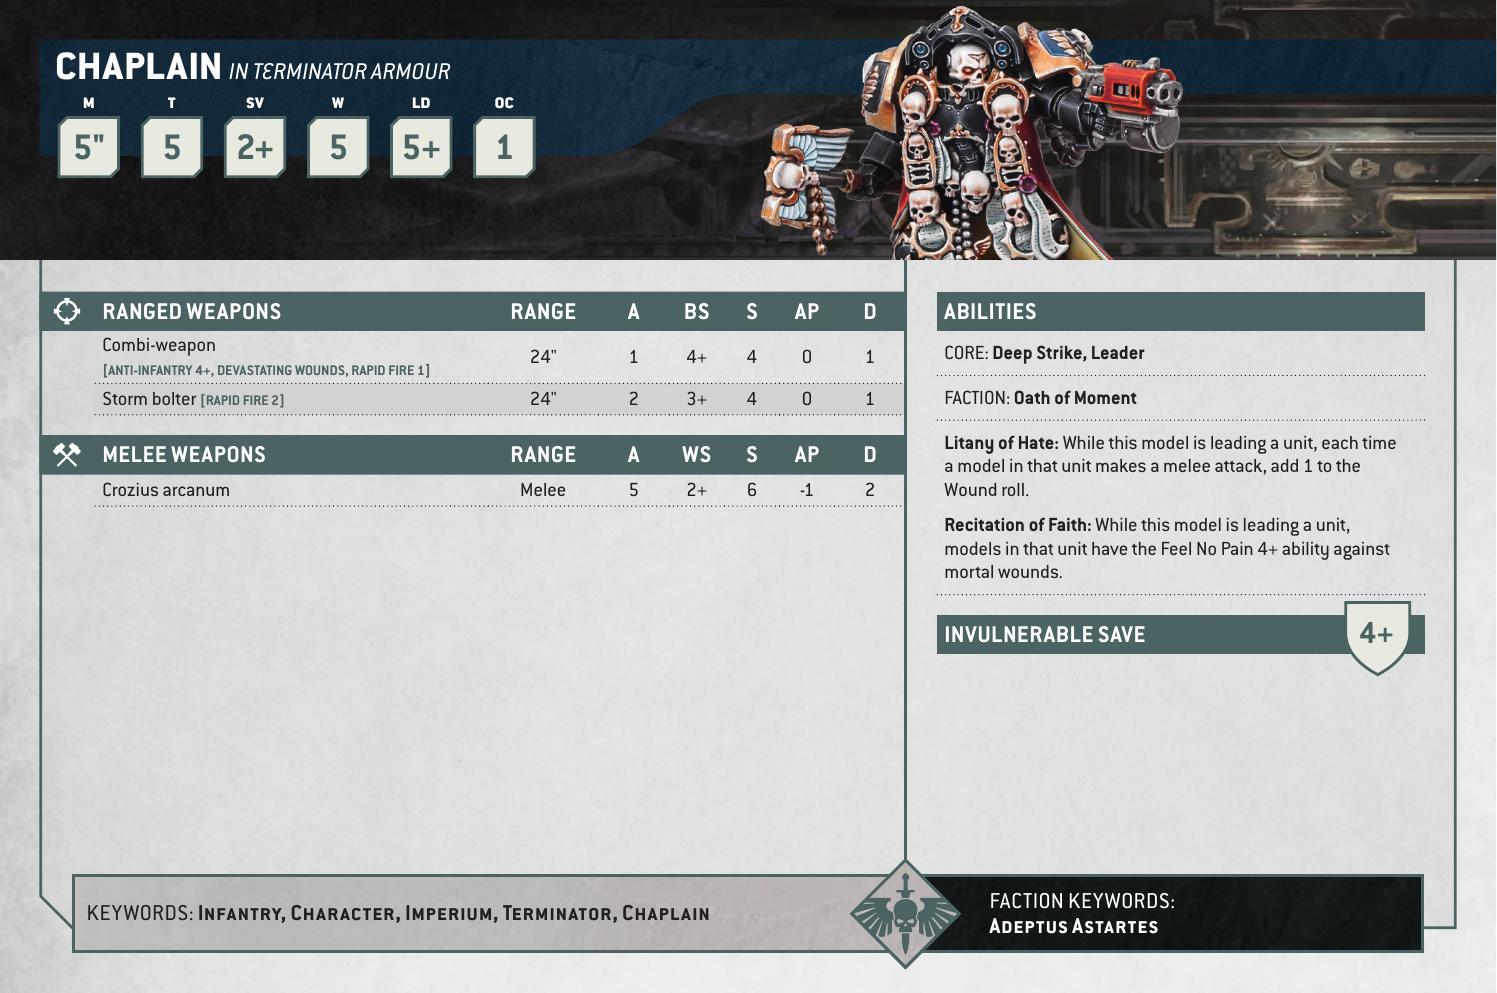 CHAPLAIN IN TERMINATOR ARMOUR
M T SV W LD OC
5" 5 2+ 5 5+ 1
RANGED WEAPONS RANGE A BS S AP D
Combi-weapon
[ANTI-INFANTRY 4+, DEVASTATING WOUNDS, RAPID FIRE 1] 24" 1 4+ 4 0 1
Storm bolter [RAPID FIRE 2] 24" 2 3+ 4 0 1
MELEE WEAPONS RANGE A WS S AP D
Crozius arcanum Melee 5 2+ 6 -1 2
ABILITIES
CORE: Deep Strike, Leader
FACTION: Oath of Moment
Litany of Hate: While this model is leading a unit, each time
a model in that unit makes a melee attack, add 1 to the
Wound roll.
Recitation of Faith: While this model is leading a unit,
models in that unit have the Feel No Pain 4+ ability against
mortal wounds.
INVULNERABLE SAVE 4+
KEYWORDS: INFANTRY, CHARACTER, IMPERIUM, TERMINATOR, CHAPLAIN
FACTION KEYWORDS:
ADEPTUS ASTARTES